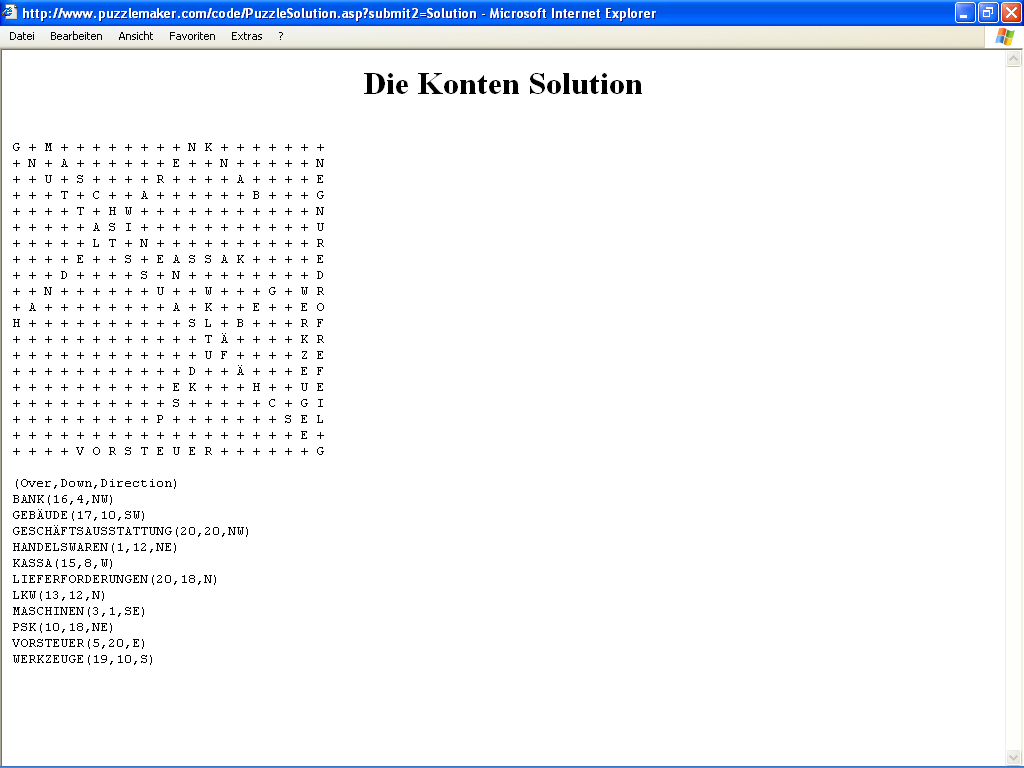 http://www.puzzlemaker.com/code/PuzzleSolution.asp?submit2=Solution - Microsoft Internet Explorer
Datei Bearbeiten Ansicht Favoriten Extras ?
Die Konten Solution
G + M + + + + + + + + N K + + + + + + +
+ N + A + + + + + + E + + N + + + + + N
+ + U + S + + + + R + + + + A + + + + E
+ + + T + C + + A + + + + + + B + + + G
+ + + + T + H W + + + + + + + + + + + N
+ + + + + A S I + + + + + + + + + + + U
+ + + + + L T + N + + + + + + + + + + R
+ + + + E + + S + E A S S A K + + + + E
+ + + D + + + + S + N + + + + + + + + D
+ + N + + + + + + U + + W + + + G + W R
+ A + + + + + + + + A + K + + E + + E O
H + + + + + + + + + + S L + B + + + R F
+ + + + + + + + + + + + T Ä + + + + K R
+ + + + + + + + + + + + U F + + + + Z E
+ + + + + + + + + + + D + + Ä + + + E F
+ + + + + + + + + + E K + + + H + + U E
+ + + + + + + + + + S + + + + + C + G I
+ + + + + + + + + P + + + + + + + S E L
+ + + + + + + + + + + + + + + + + + E +
+ + + + V O R S T E U E R + + + + + + G
(Over,Down,Direction)
BANK(16,4,NW)
GEBÄUDE(17,10,SW)
GESCHÄFTSAUSSTATTUNG(20,20,NW)
HANDELSWAREN(1,12,NE)
KASSA(15,8,W)
LIEFERFORDERUNGEN(20,18,N)
LKW(13,12,N)
MASCHINEN(3,1,SE)
PSK(10,18,NE)
VORSTEUER(5,20,E)
WERKZEUGE(19,10,S)